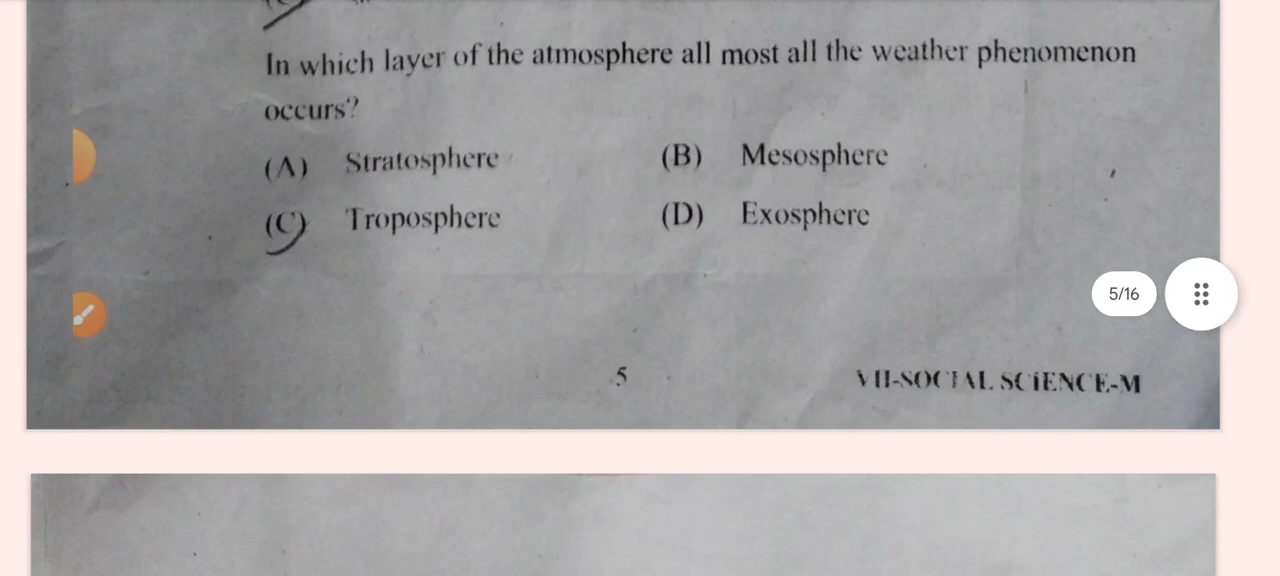 In which layer of the atmosphere all most all the weather phenomenon
occurs?
(A) Stratosphere (B) Mesosphere
(C) Troposphere (D) Exosphere
5/16
5 VII-SOCIAL SCIENCE-M